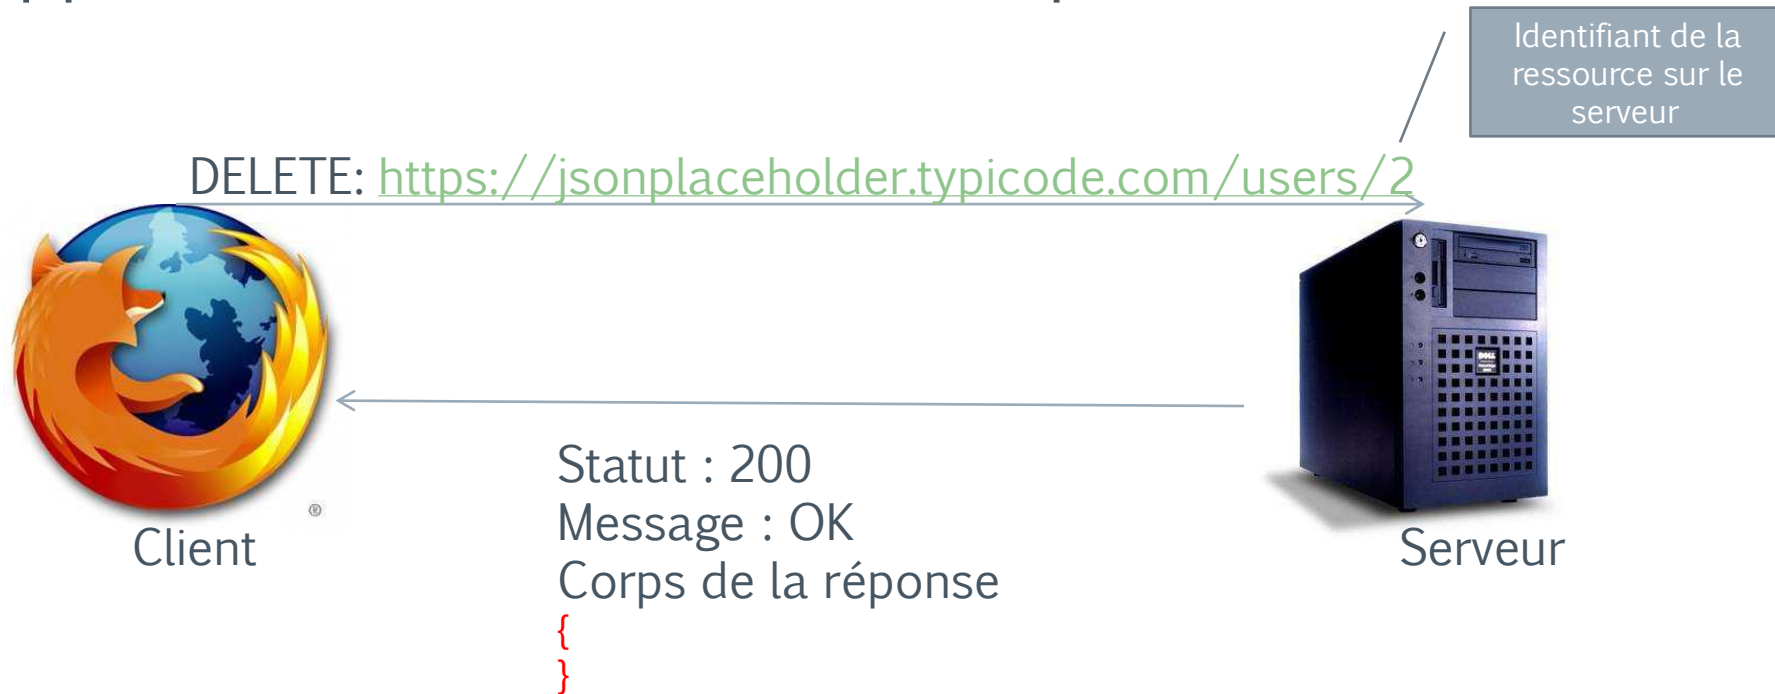 Identifiant de la
ressource sur le
serveur
DELETE: https://jsonplaceholder.typicode.com/users/2
DELL
®
Client
Serveur
Statut : 200
Message : OK
Corps de la réponse
{
}